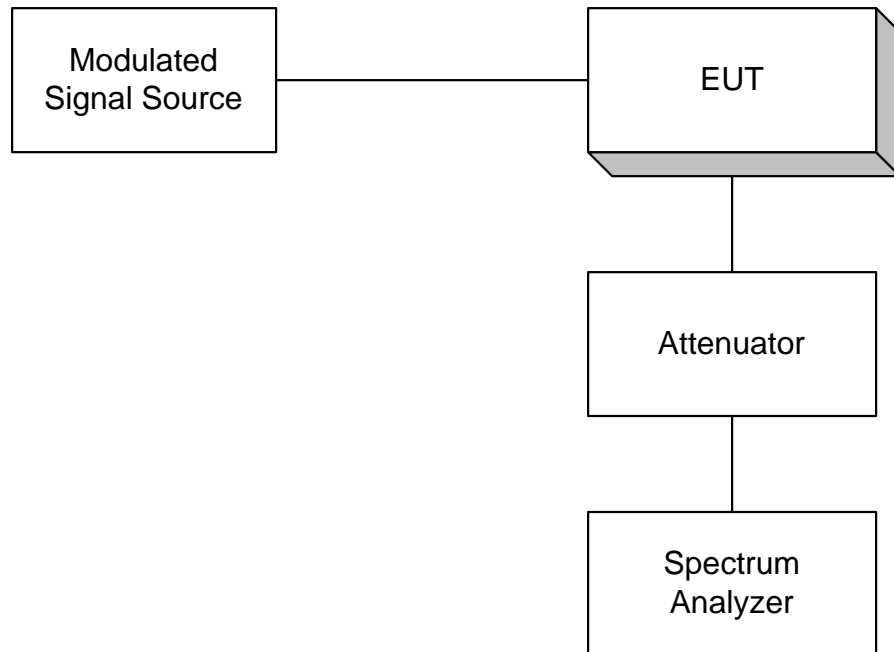 Modulated
Signal Source
EUT
Attenuator
Spectrum
Analyzer